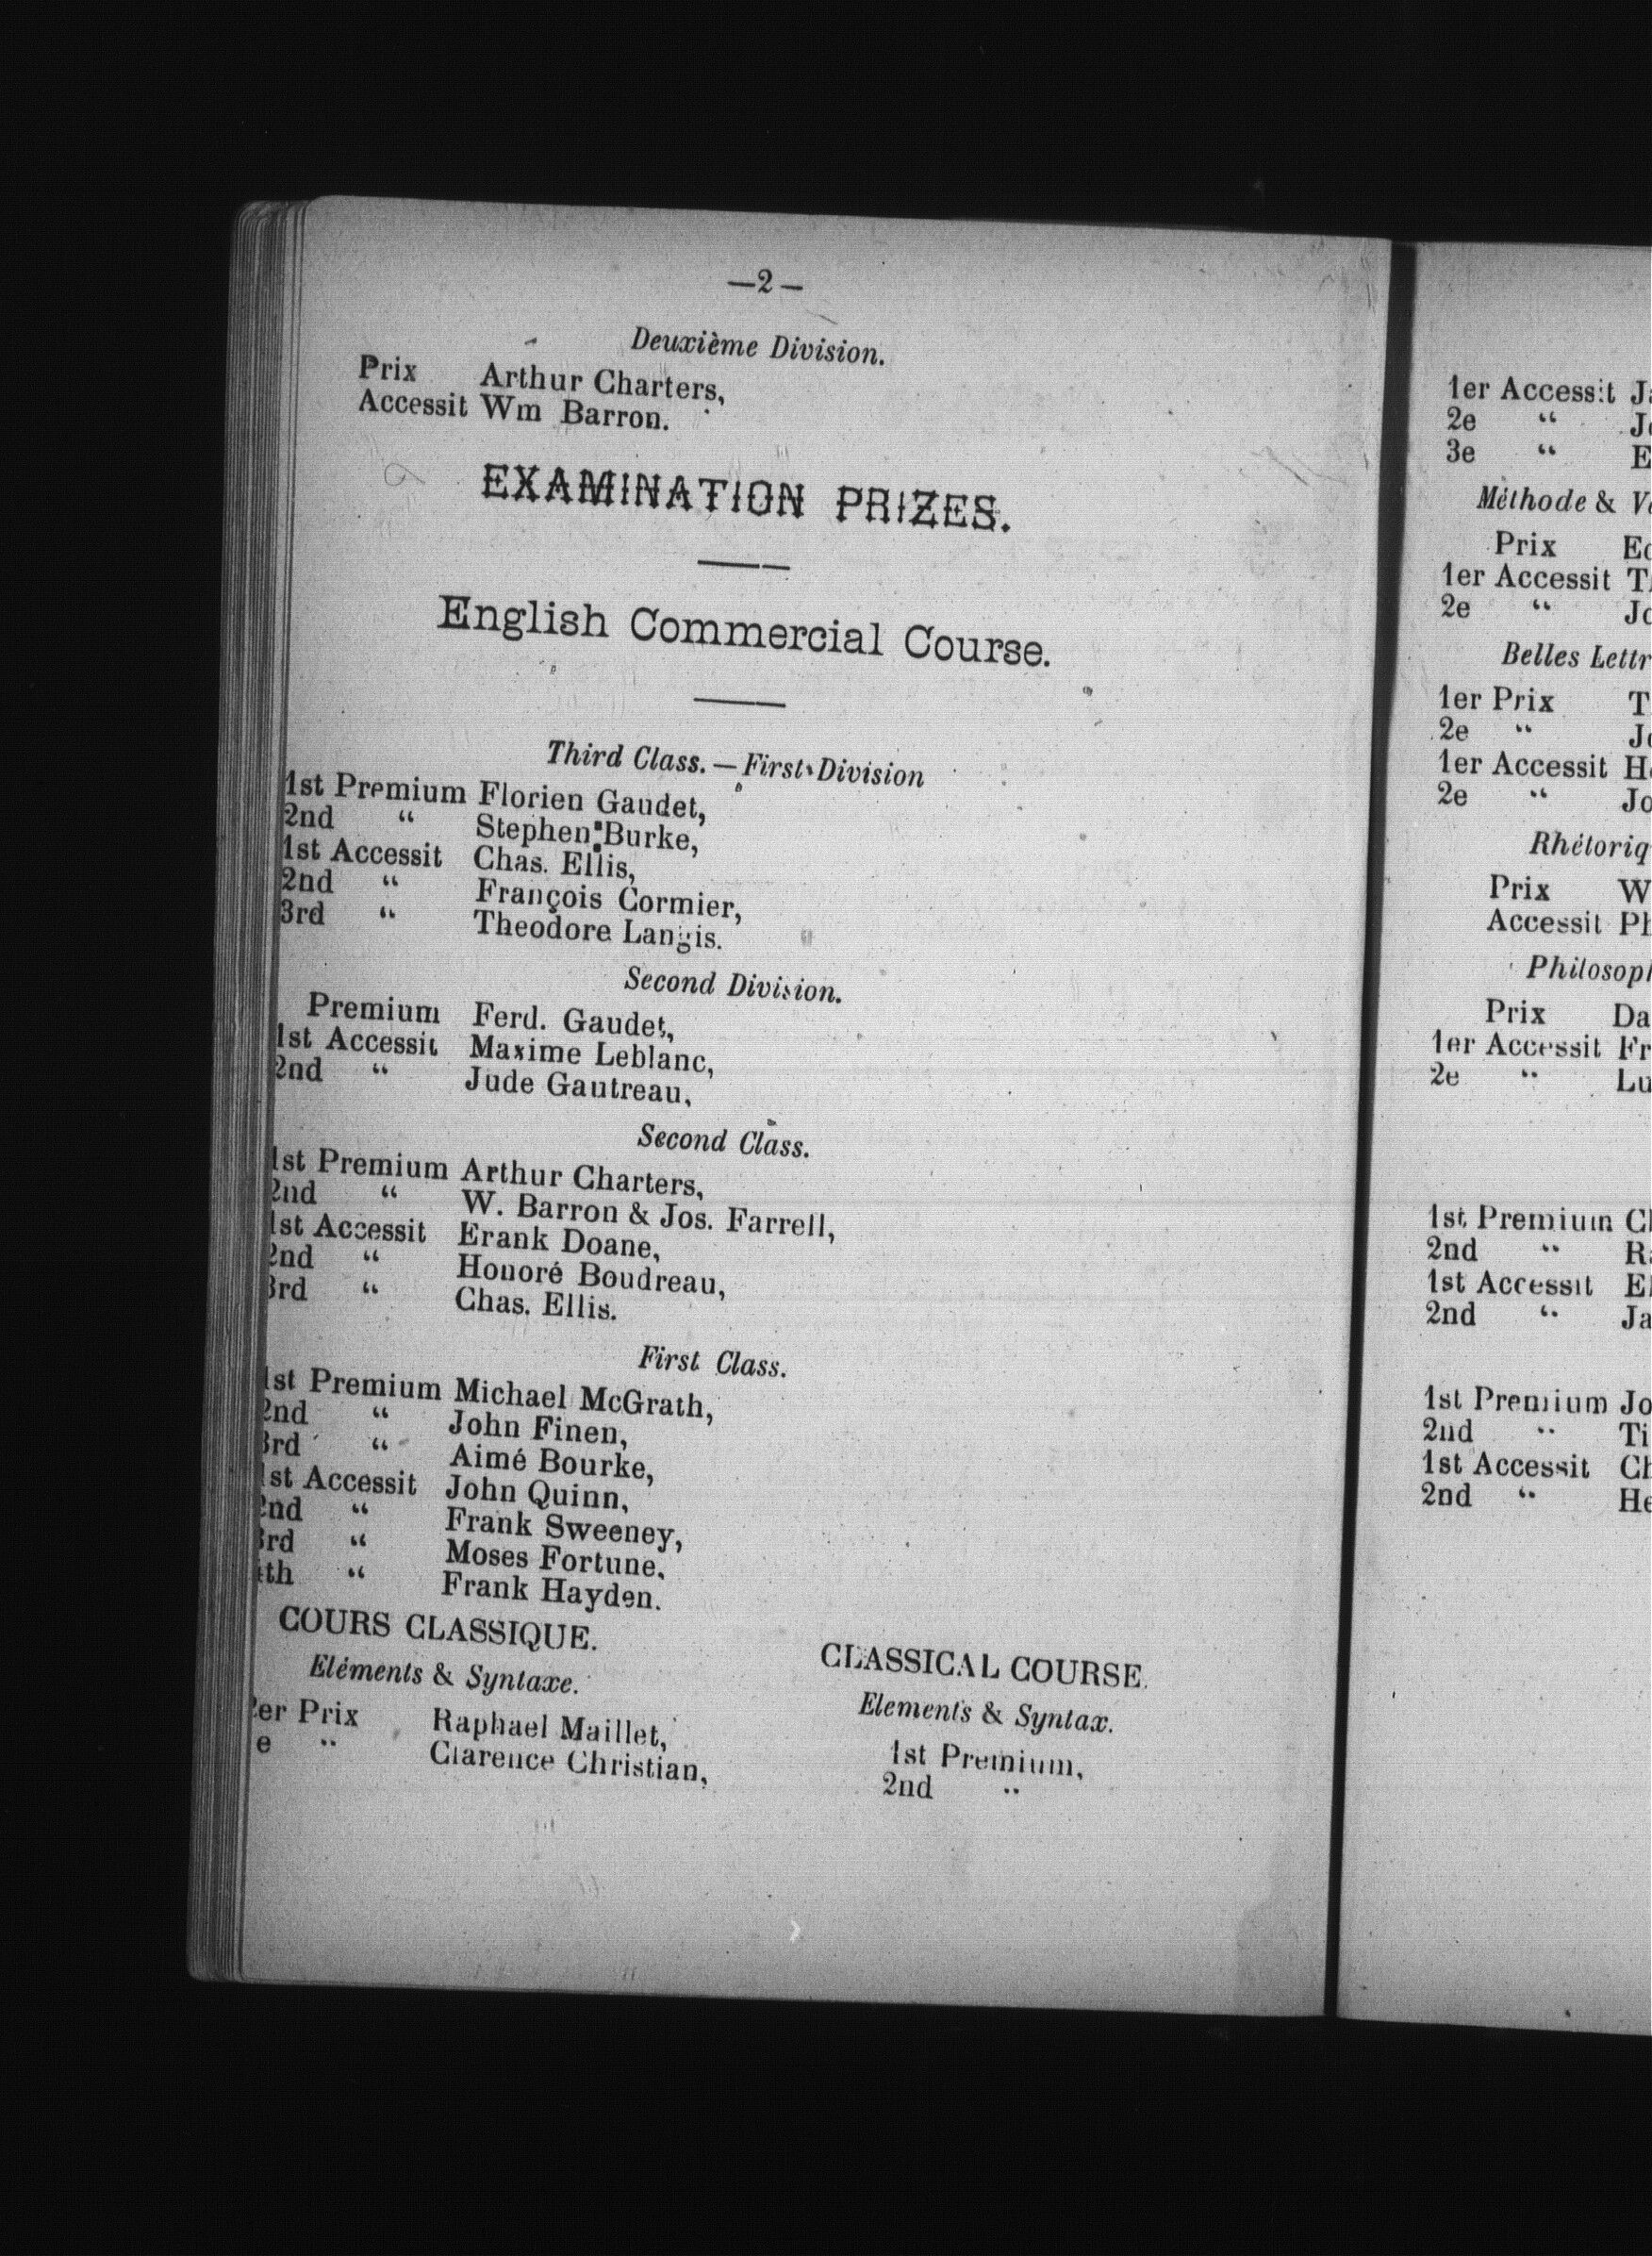 —2—
Deuxième Division.
Prix Arthur Charters,
Accessit Wm Barron.
EXAMINATION PRIZES.
English Commercial Course.
Third Class.—First Division
1st Premium Florien Gaudet,
2nd “ Stephen Burke,
1st Accessit Chas. Ellis,
2nd “ François Cormier,
3rd “ Theodore Langis.
Second Division.
Premium Ferd. Gaudet,
1st Accessit Maxime Leblanc,
2nd “ Jude Gautreau,
Second Class.
1st Premium Arthur Charters,
2nd “ W. Barron & Jos. Farrell,
1st Accessit Erank Doane,
2nd “ Honoré Boudreau,
3rd “ Chas. Ellis.
First Class.
1st Premium Michael McGrath,
2nd “ John Finen,
3rd “ Aimé Bourke,
1st Accessit John Quinn,
2nd “ Frank Sweeney,
3rd “ Moses Fortune,
4th “ Frank Hayden.
COURS CLASSIQUE. CLASSICAL COURSE.
Eléments & Syntaxe. Elements & Syntax.
er Prix Raphael Maillet, 1st Premium,
e “ Clarence Christian, 2nd “
1er Accessit
2e “
3e “
Méthode &
Prix
1er Accessit
2e “
Belles
1er Prix
2e “
1er Accessit
2e “
Prix
Accessit
Prix
1er Accessit
2e “
1st Premium
2nd “
1st Accessit
2nd “
1st Premium
2nd “
1st Accessit
2nd “